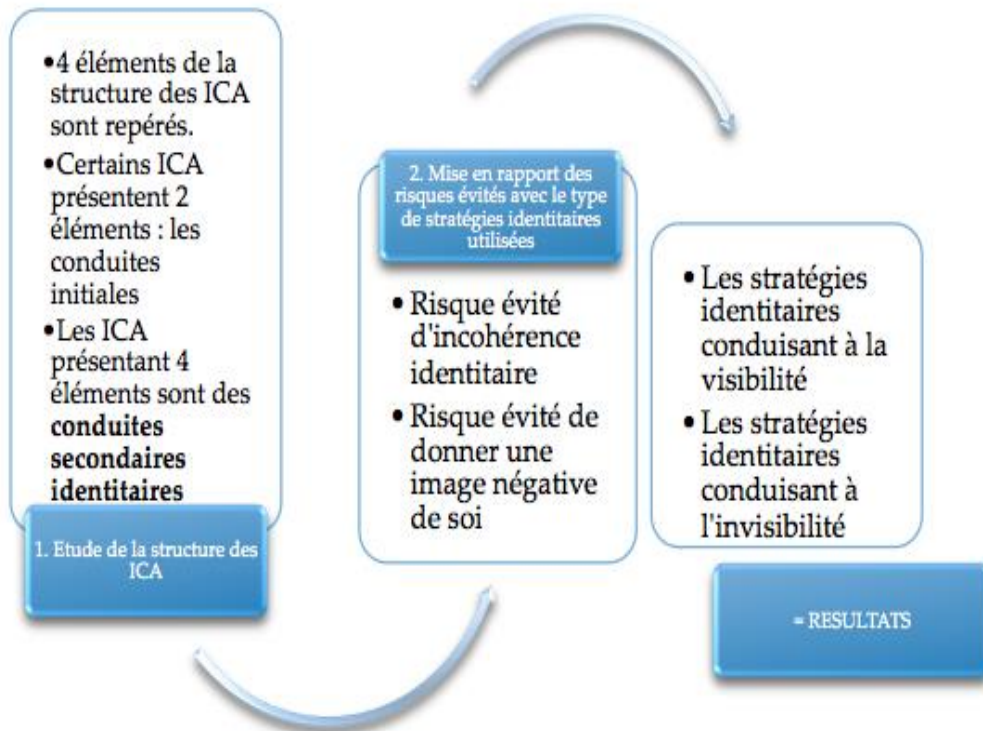 •4 éléments de la
structure des ICA
sont repérés.
•Certains ICA
présentent 2
éléments : les
conduites
initiales
•Les ICA
présentant 4
éléments sont des
conduites
secondaires
identitaires
1. Etude de la structure des
ICA
2. Mise en rapport des
risques évités avec le type
de stratégies identitaires
utilisées
• Risque évité
d'incohérence
identitaire
• Risque évité de
donner une
image négative
de soi
• Les stratégies
identitaires
conduisant à la
visibilité
• Les stratégies
identitaires
conduisant à
l'invisibilité
= RESULTATS